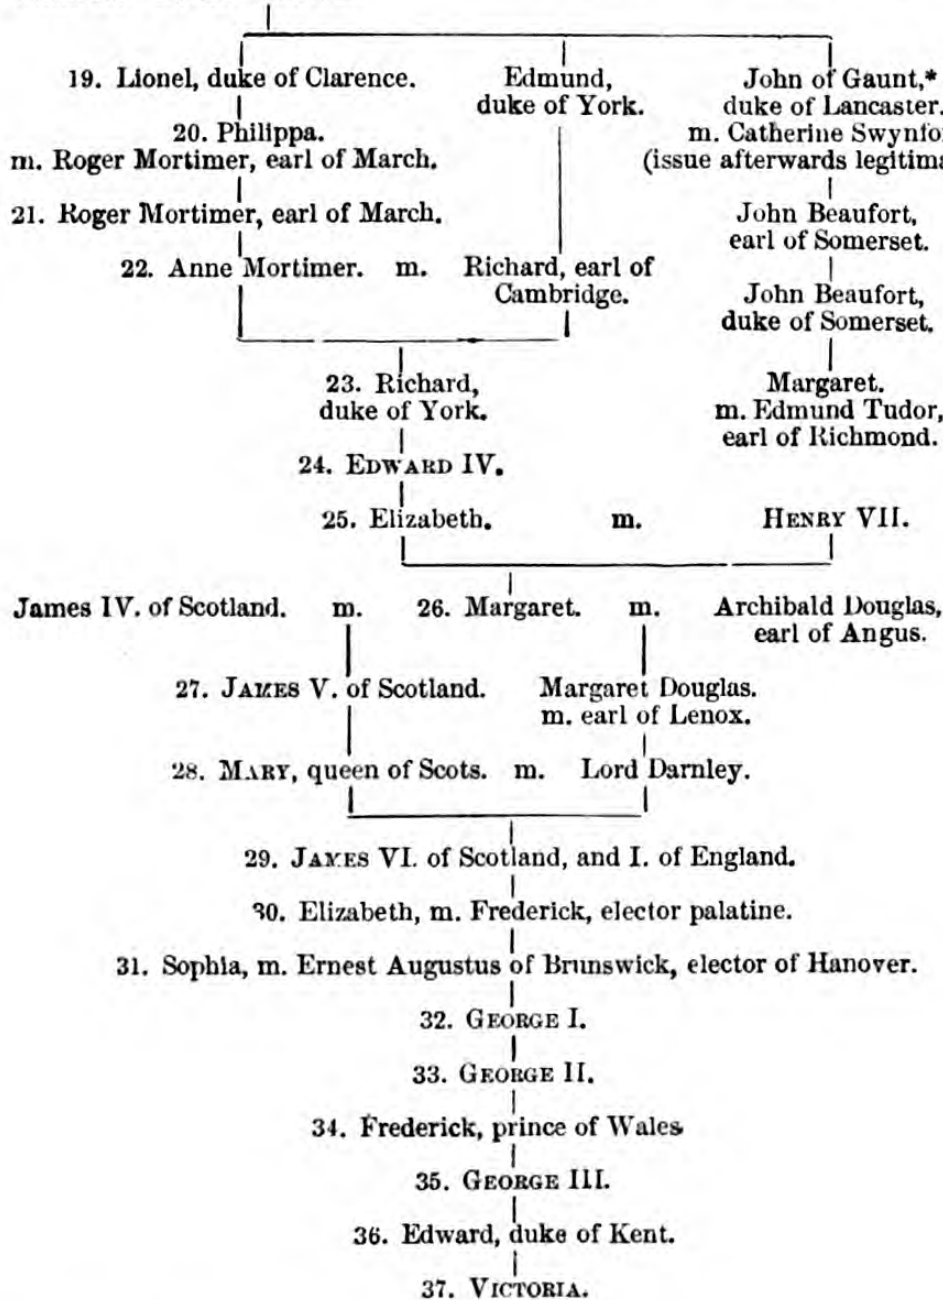 19. Lionel, duke of Clarence. Edmund, John of Gaunt,*
duke of York. duke of Lancaster.
20. Philippa. m. Catherine
m. Roger Mortimer, earl of March. (issue afterwards
21. Roger Mortimer, earl of March. John Beaufort,
earl of Somerset.
22. Anne Mortimer. m. Richard, earl of
Cambridge. John Beaufort,
duke of Somerset.
23. Richard, Margaret.
duke of York. m. Edmund Tudor,
earl of Richmond.
24. EDWARD IV.
25. Elizabeth. m. HENRY VII.
James IV. of Scotland. m. 26. Margaret. m. Archibald Douglas,
earl of Angus.
27. JAMES V. of Scotland. Margaret Douglas.
m. earl of Lenox.
28. MARY, queen of Scots. m. Lord Darnley.
29. JAMES VI. of Scotland, and I. of England.
30. Elizabeth, m. Frederick, elector palatine.
31. Sophia, m. Ernest Augustus of Brunswick, elector of Hanover.
32. GEORGE I.
33. GEORGE II.
34. Frederick, prince of Wales
35. GEORGE III.
36. Edward, duke of Kent.
37. VICTORIA.